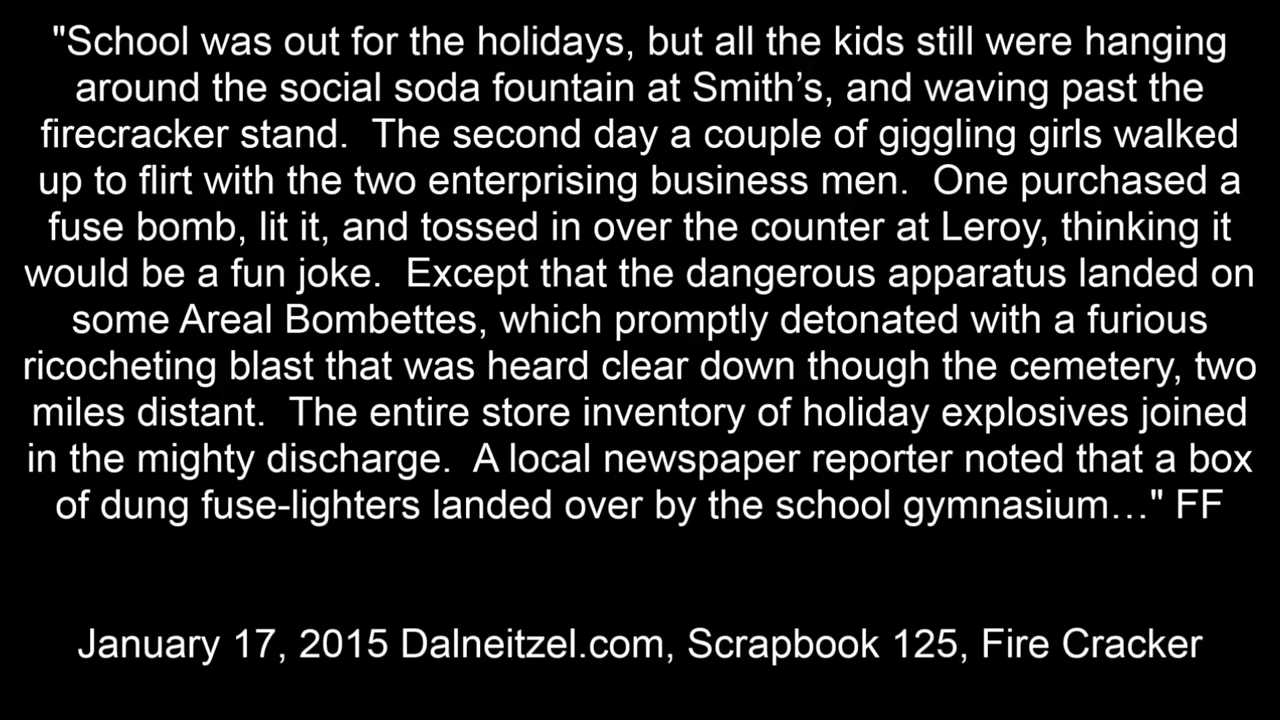 "School was out for the holidays, but all the kids still were hanging
around the social soda fountain at Smith’s, and waving past the
firecracker stand.  The second day a couple of giggling girls walked
up to flirt with the two enterprising business men.  One purchased a
fuse bomb, lit it, and tossed in over the counter at Leroy, thinking it
would be a fun joke.  Except that the dangerous apparatus landed on
some Areal Bombettes, which promptly detonated with a furious
ricocheting blast that was heard clear down though the cemetery, two
miles distant.  The entire store inventory of holiday explosives joined
in the mighty discharge.  A local newspaper reporter noted that a box
of dung fuse-lighters landed over by the school gymnasium…" FF
January 17, 2015 Dalneitzel.com, Scrapbook 125, Fire Cracker